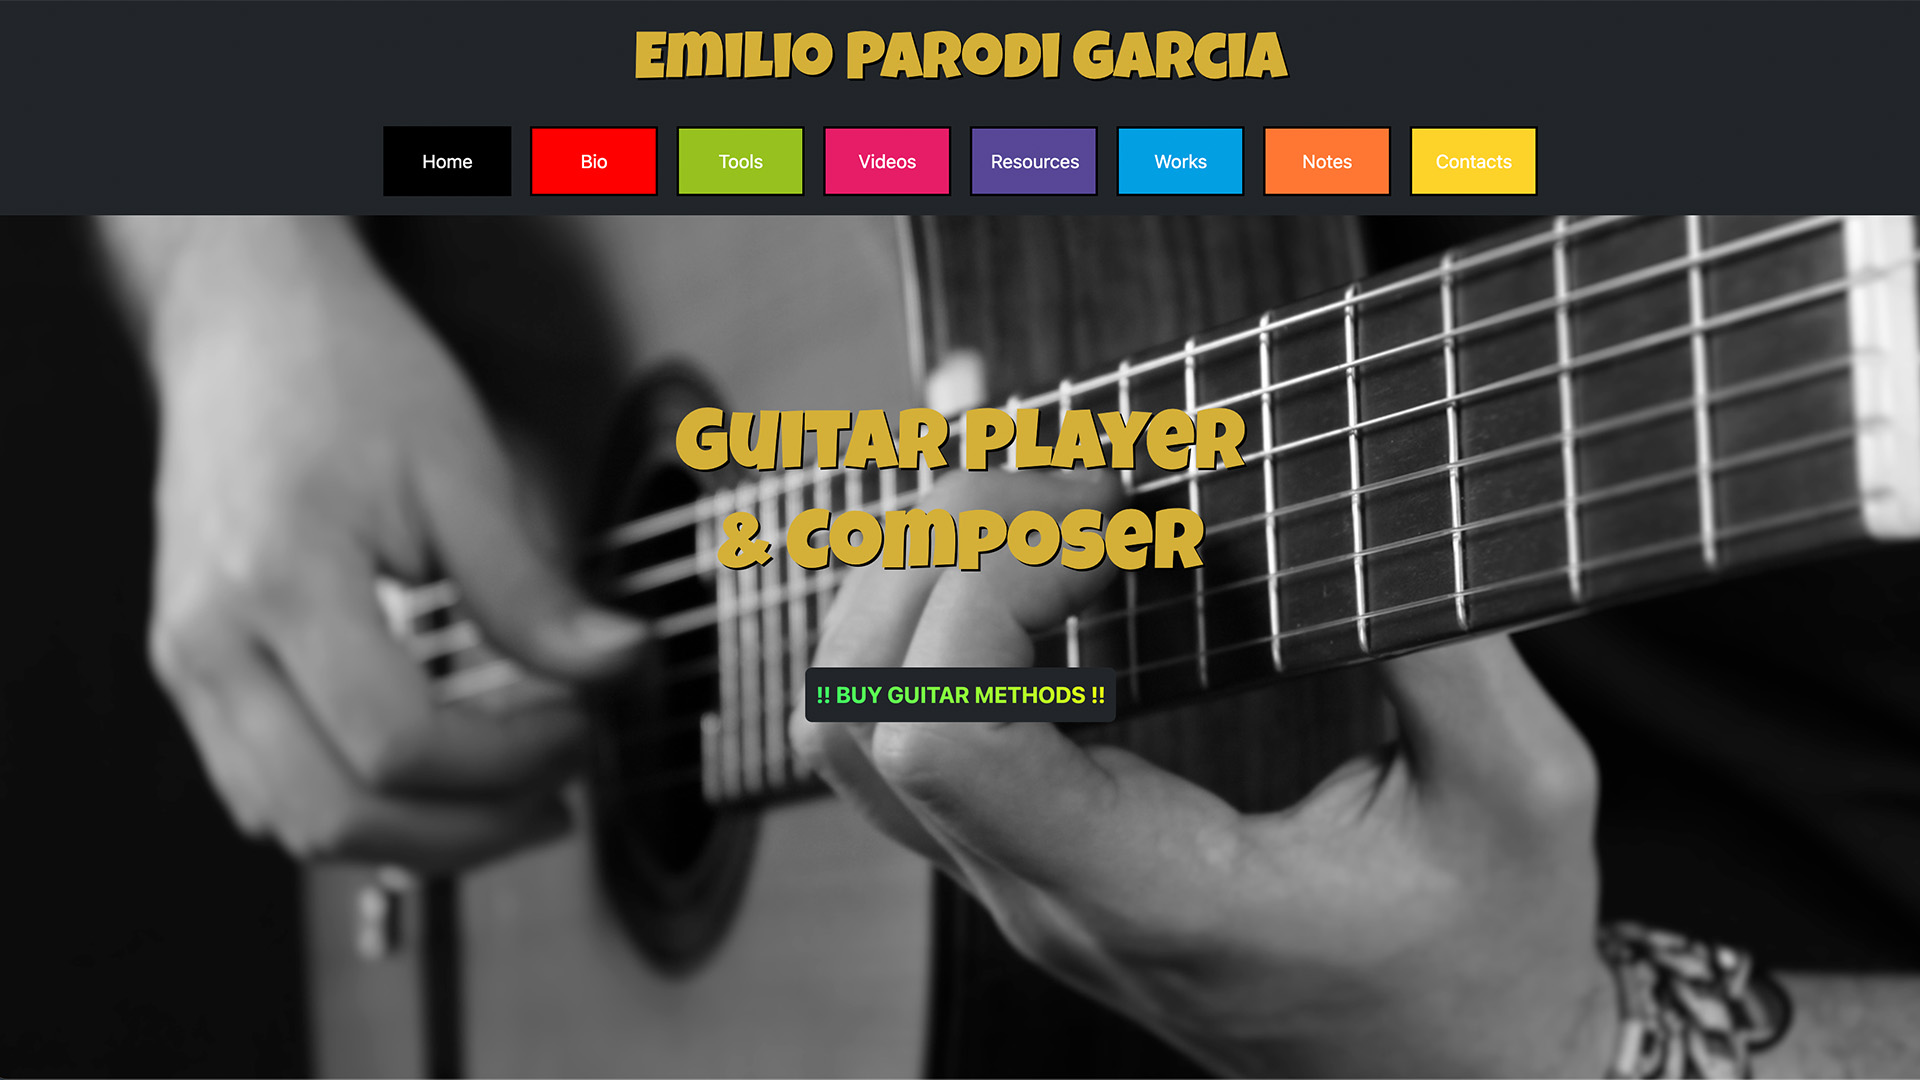 EMILIO PARODI GARCIA
Home
Bio
Tools
Videos
Resources
Works
Notes
Contacts
GUITAR PLAYER
& COMPOSER
!! BUY GUITAR METHODS !!